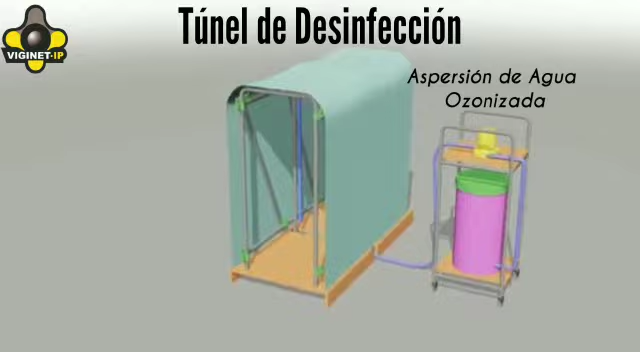 Túnel de Desinfección
VIGINET-IP
Aspersión de Agua
Ozonizada